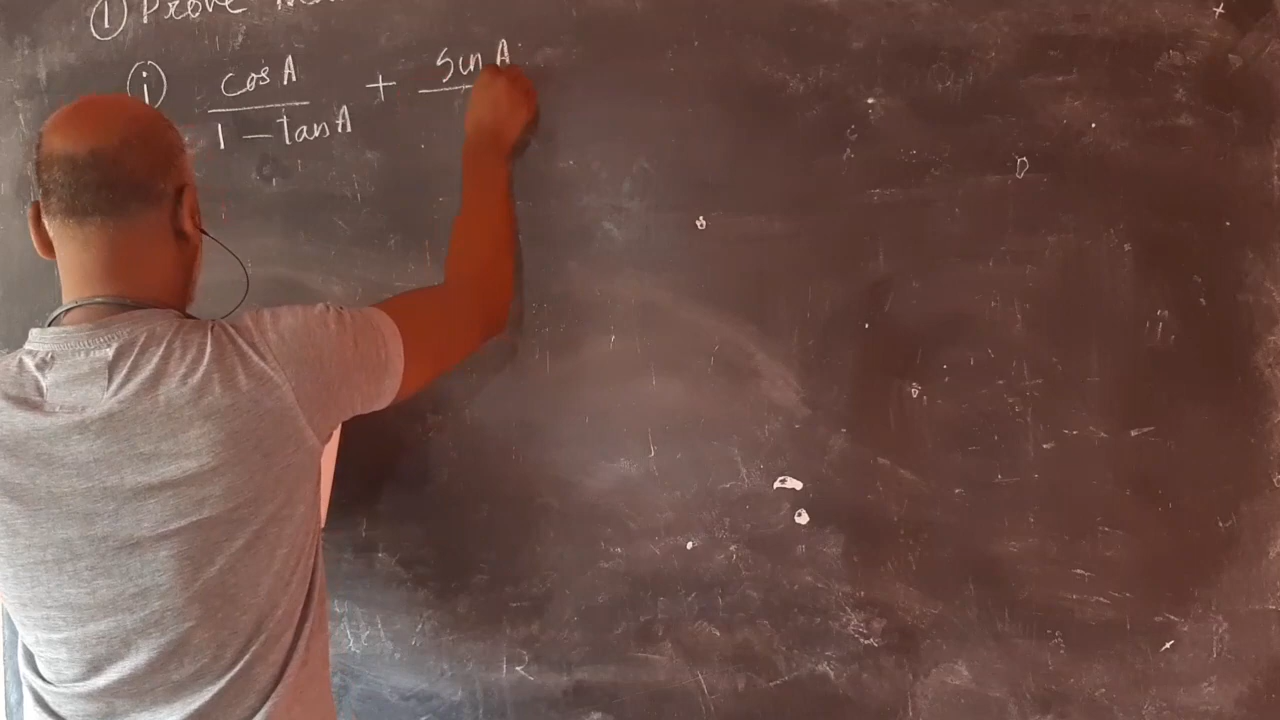 ① Prove
(i) cos A + sin A
1 – tan A